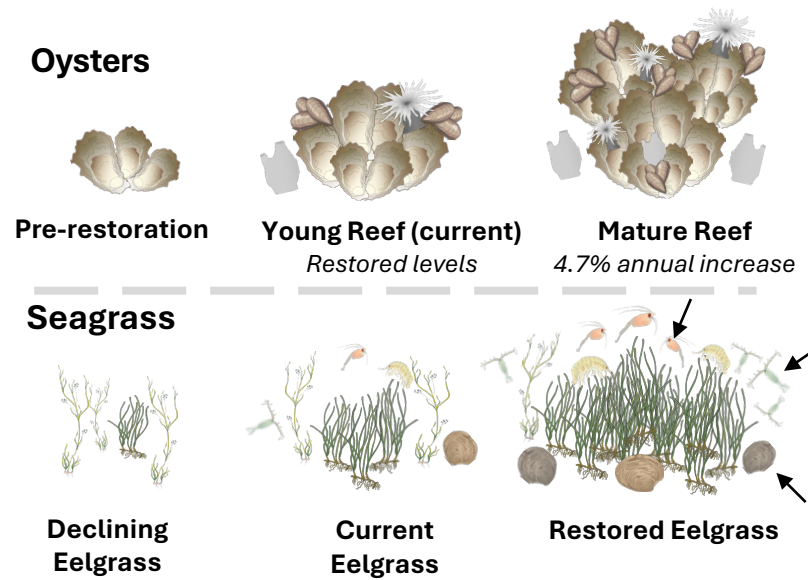 Oysters
Pre-restoration
Young Reef (current)
Restored levels
Mature Reef
4.7% annual increase
Seagrass
Declining
Eelgrass
Current
Eelgrass
Restored Eelgrass